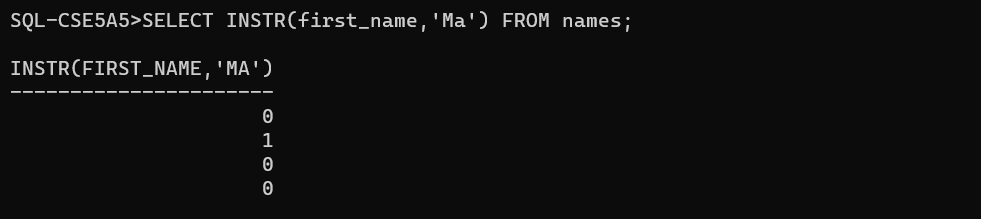 SQL-CSE5A5>SELECT INSTR(first_name,'Ma') FROM names;
INSTR(FIRST_NAME,'MA')
----------------------
0
1
0
0